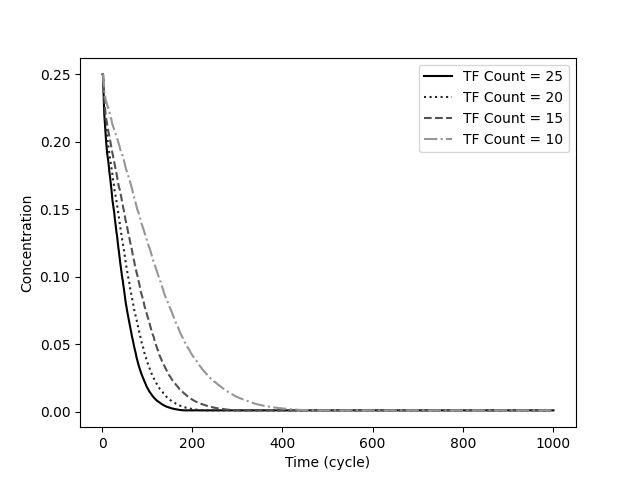 0.25
0.20
0.15
0.10
0.05
0.00
Concentration
0
200
400
600
800
1000
Time (cycle)
TF Count = 25
TF Count = 20
TF Count = 15
TF Count = 10